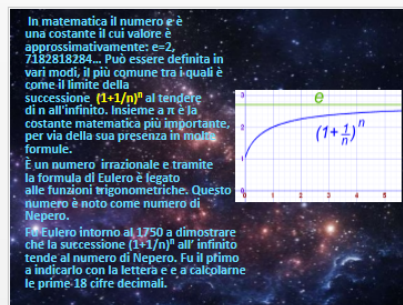 In matematica il numero e è
una costante il cui valore è
approssimativamente: e=2,
7182818284… Può essere definita in
vari modi, il più comune tra i quali è
come il limite della
successione (1+1/n)ⁿ al tendere
di n all'infinito. Insieme a π è la
costante matematica più importante,
per via della sua presenza in molte
formule.
È un numero irrazionale e tramite
la formula di Eulero è legato
alle funzioni trigonometriche. Questo
numero è noto come numero di
Nepero.
Fu Eulero intorno al 1750 a dimostrare
che la successione (1+1/n)ⁿ all' infinito
tende al numero di Nepero. Fu il primo
a indicarlo con la lettera e e a calcolarne
le prime 18 cifre decimali.
e
(1+1/n)ⁿ
3
2
1
0
0 1 2 3 4 5